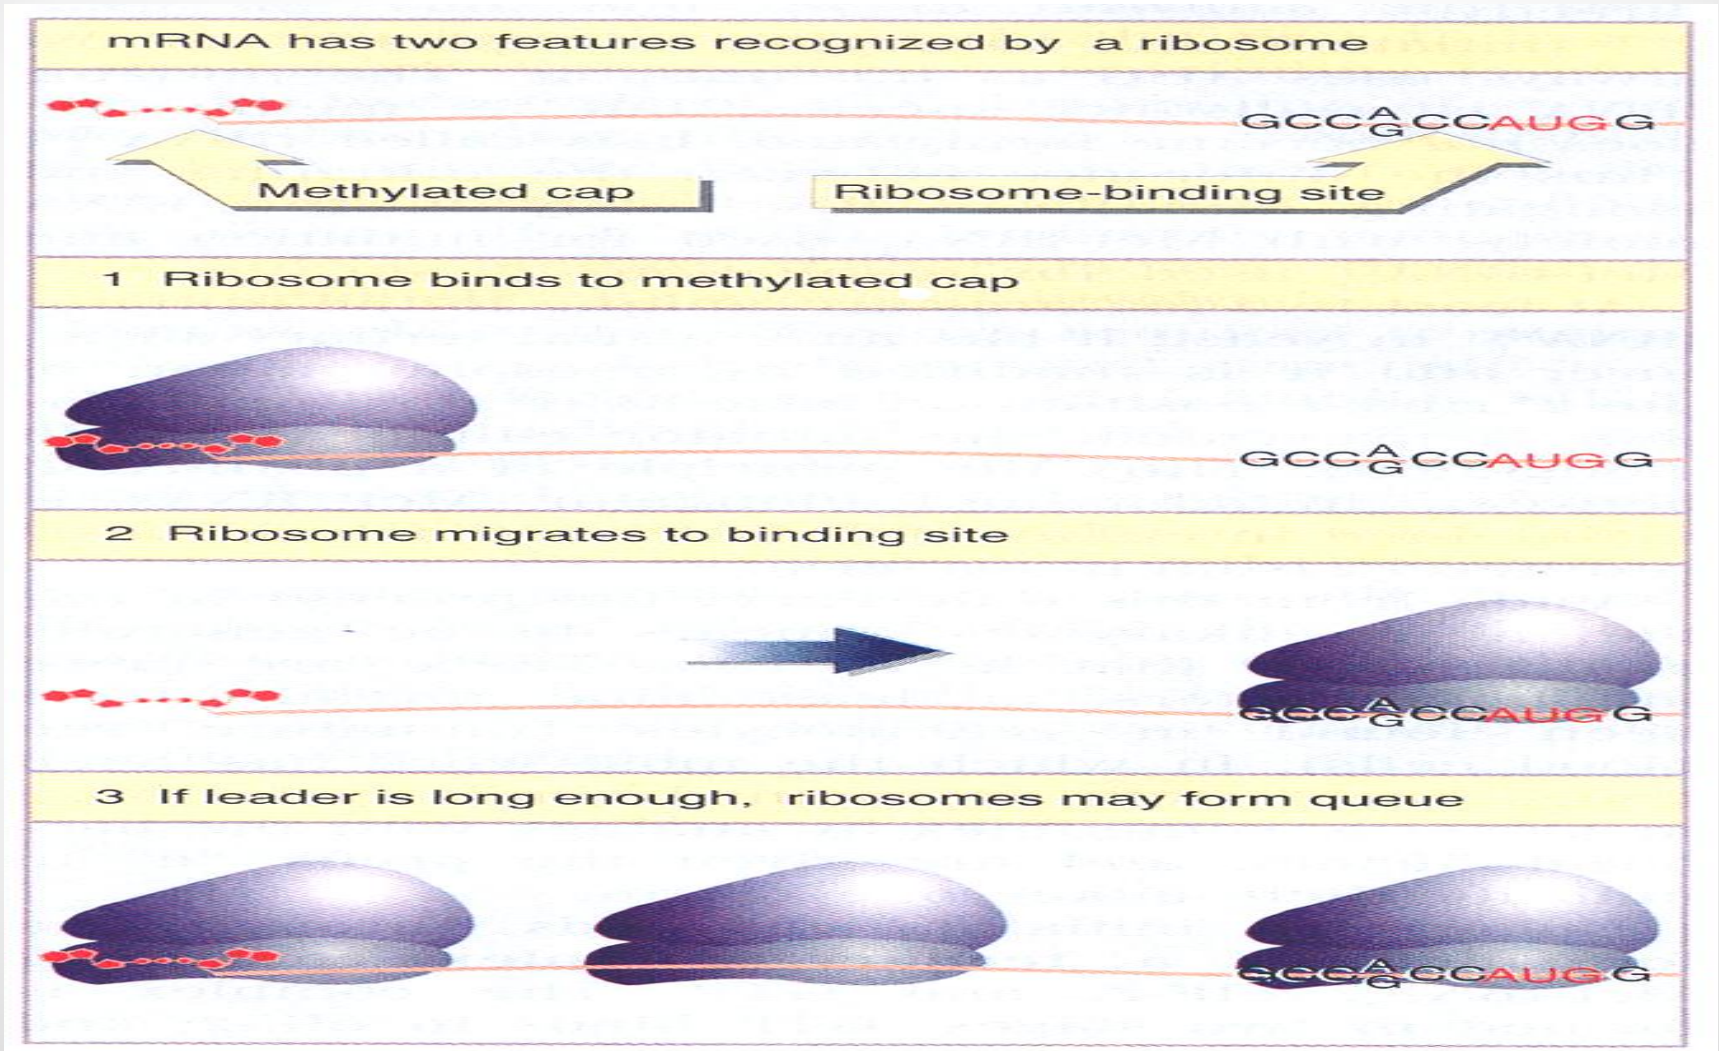 mRNA has two features recognized by a ribosome
GCCACCAUGG
G
Methylated cap
Ribosome-binding site
1 Ribosome binds to methylated cap
GCCACCAUGG
G
2 Ribosome migrates to binding site
GCCACCAUGG
G
3 If leader is long enough, ribosomes may form queue
GCCACCAUGG
G